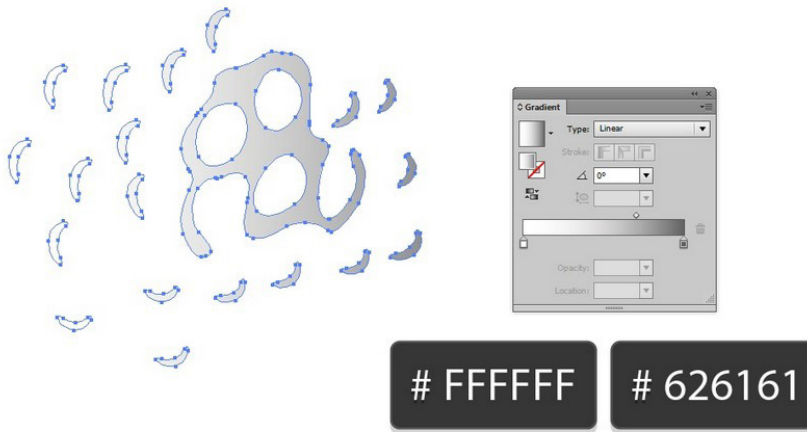 Gradient
Type: Linear
Stroke:
0°
Opacity:
Location:
# FFFFFF
# 626161